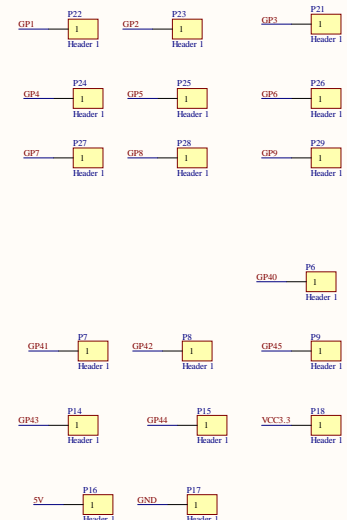 P22 P23 P21
GP1 1 GP2 1 GP3 1
Header 1 Header 1 Header 1
P24 P25 P26
GP4 1 GP5 1 GP6 1
Header 1 Header 1 Header 1
P27 P28 P29
GP7 1 GP8 1 GP9 1
Header 1 Header 1 Header 1
P6
GP40 1
Header 1
P7 P8 P9
GP41 1 GP42 1 GP45 1
Header 1 Header 1 Header 1
P14 P15 P18
GP43 1 GP44 1 VCC3.3 1
Header 1 Header 1 Header 1
P16 P17
5V 1 GND 1
Header 1 Header 1